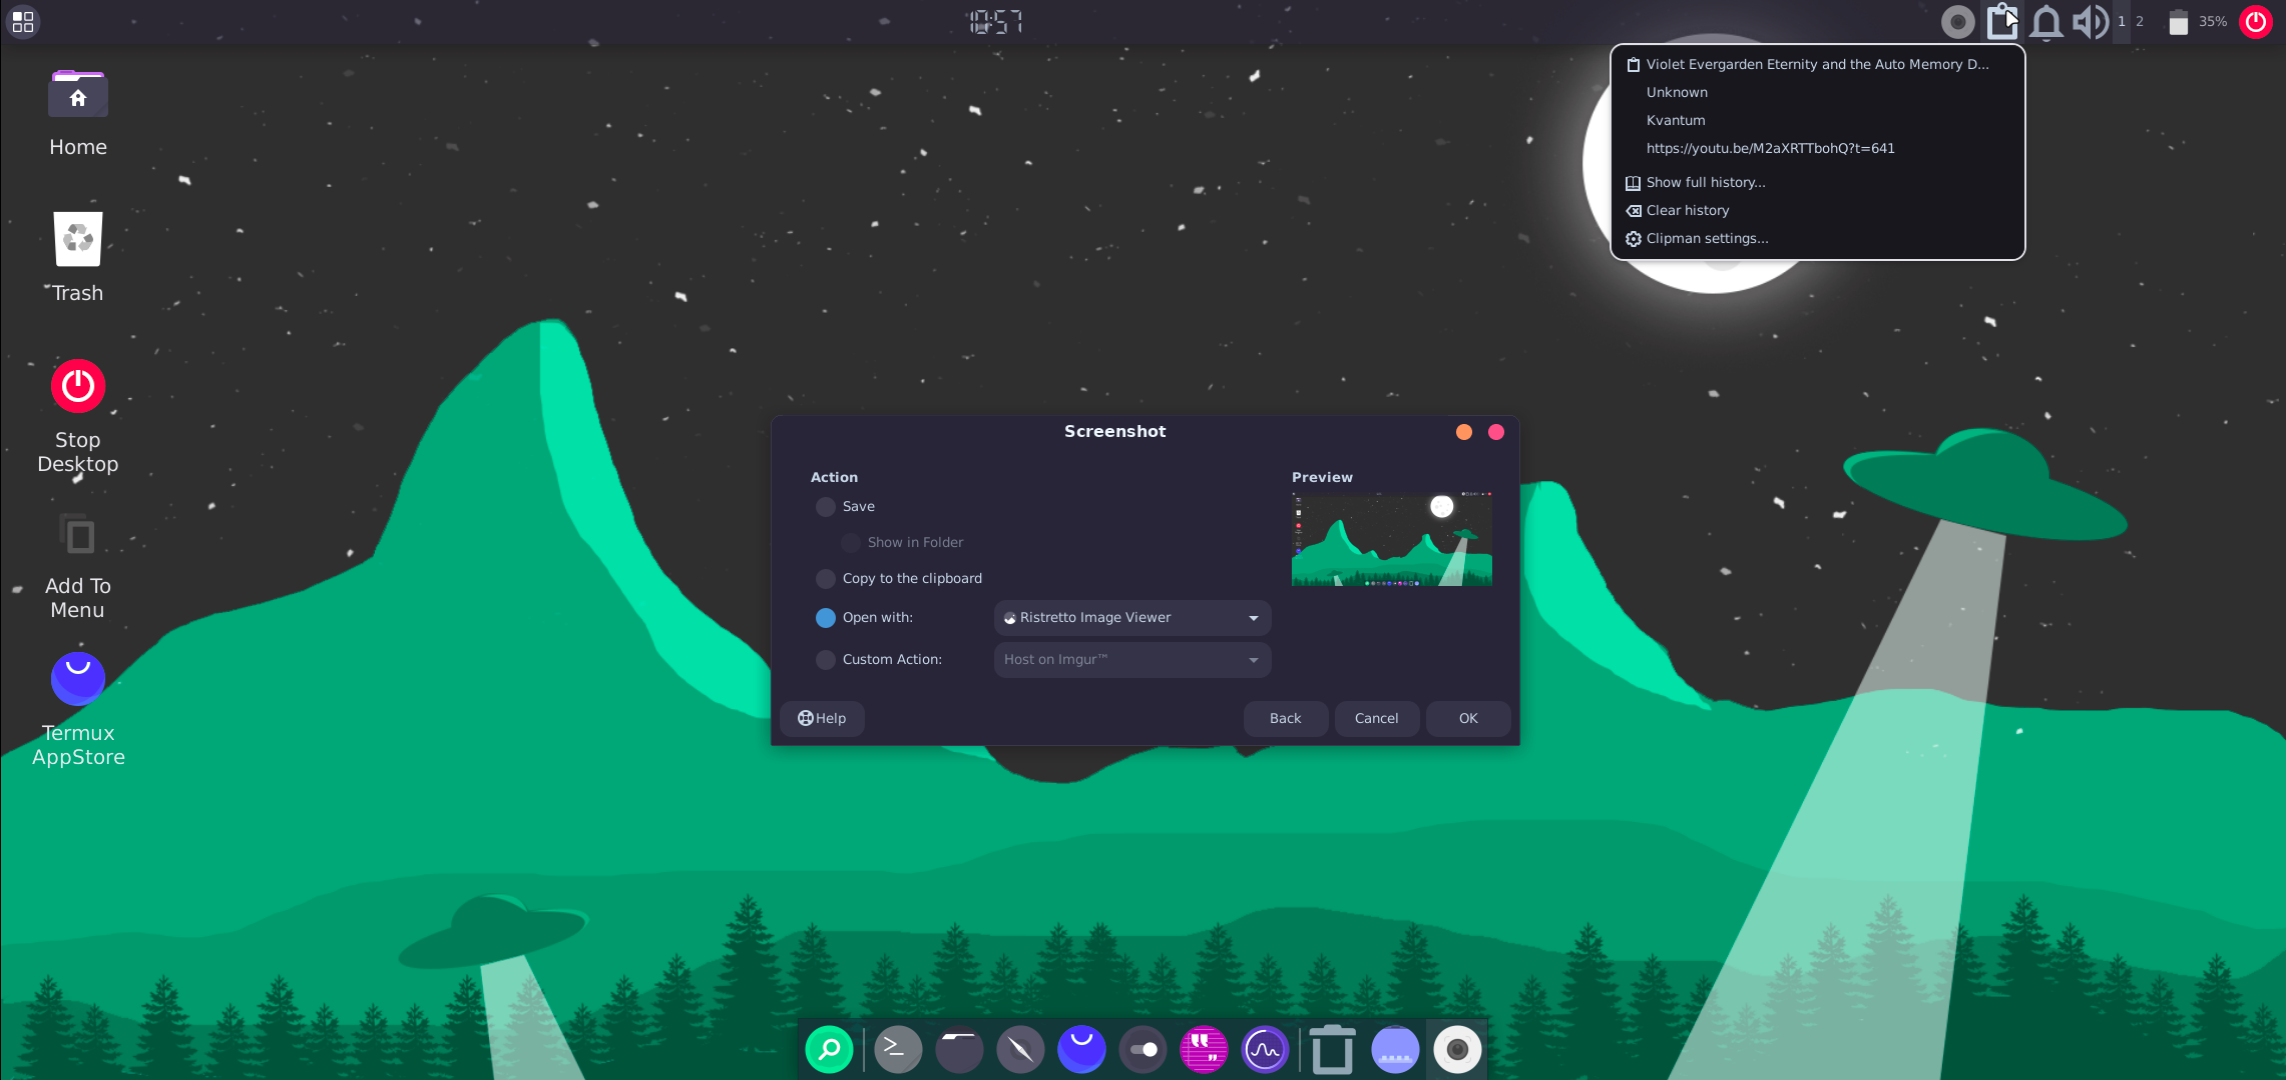 10:57
1 2
35%
Violet Evergarden Eternity and the Auto Memory D...
Unknown
Kvantum
https://youtu.be/M2aXRTTbohQ?t=641
Show full history...
Clear history
Clipman settings...
Home
Trash
Stop
Desktop
Add To
Menu
Termux
AppStore
Screenshot
Action
Preview
Save
Show in Folder
Copy to the clipboard
Open with:
Ristretto Image Viewer
Custom Action:
Host on Imgur™
Help
Back
Cancel
OK